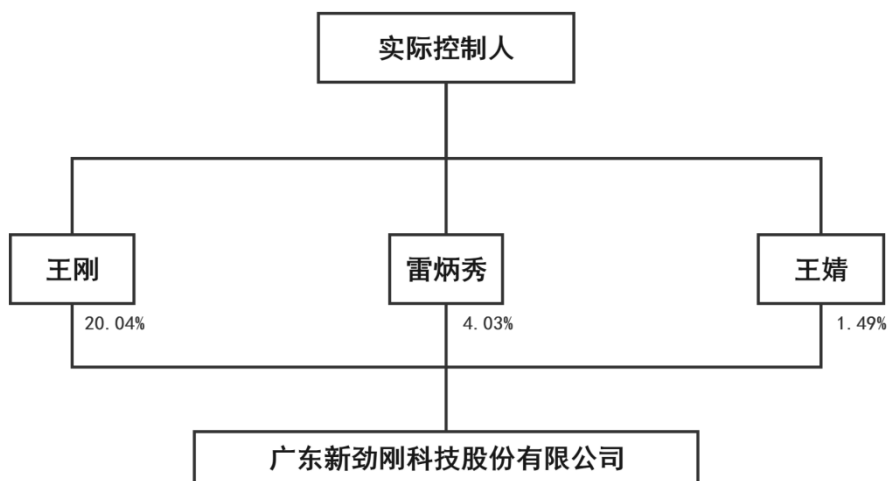 实际控制人
王刚
雷炳秀
王婧
20.04%
4.03%
1.49%
广东新劲刚科技股份有限公司